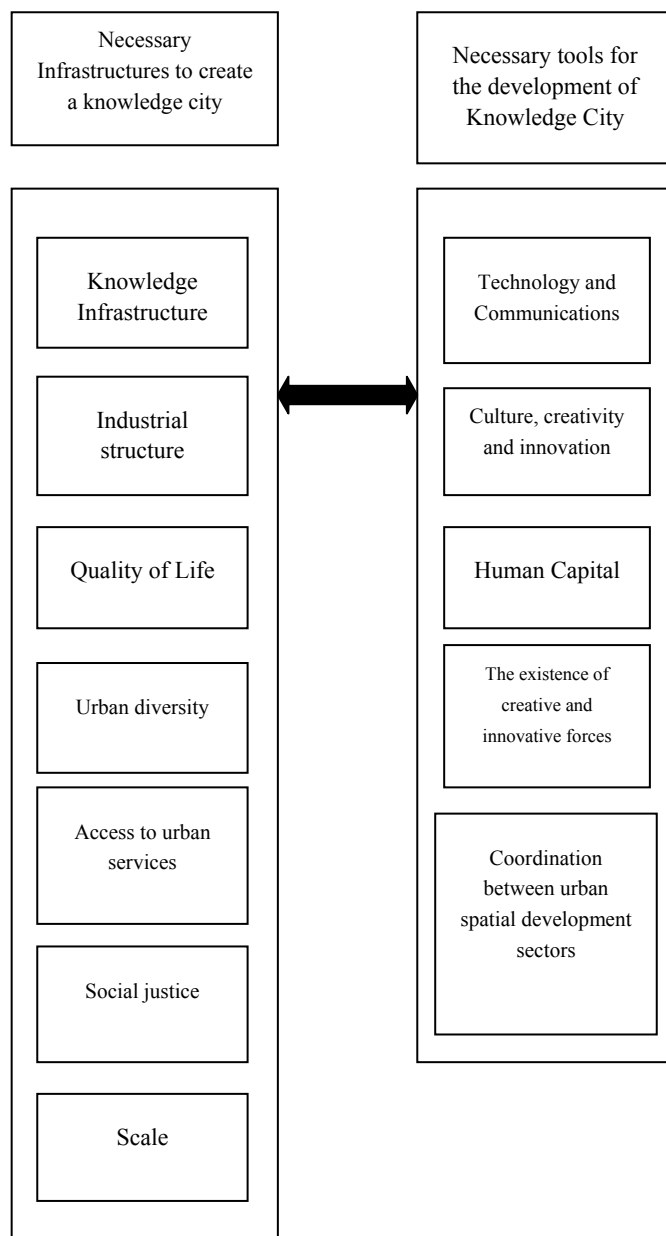 Necessary
Infrastructures to create
a knowledge city
Knowledge
Infrastructure
Industrial
structure
Quality of Life
Urban diversity
Access to urban
services
Social justice
Scale
Necessary tools for
the development of
Knowledge City
Technology and
Communications
Culture, creativity
and innovation
Human Capital
The existence of
creative and
innovative forces
Coordination
between urban
spatial development
sectors